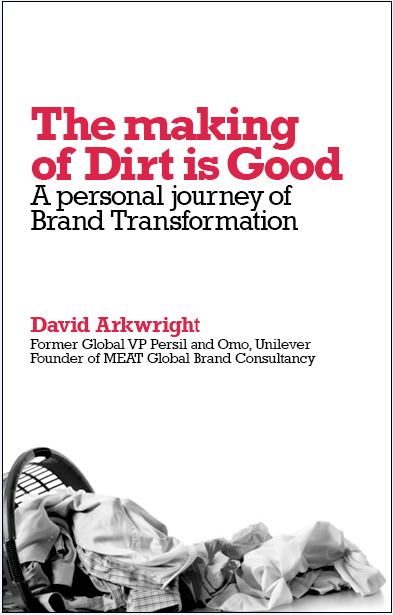 The making
of Dirt is Good
A personal journey of
Brand Transformation
David Arkwright
Former Global VP Persil and Omo, Unilever
Founder of MEAT Global Brand Consultancy